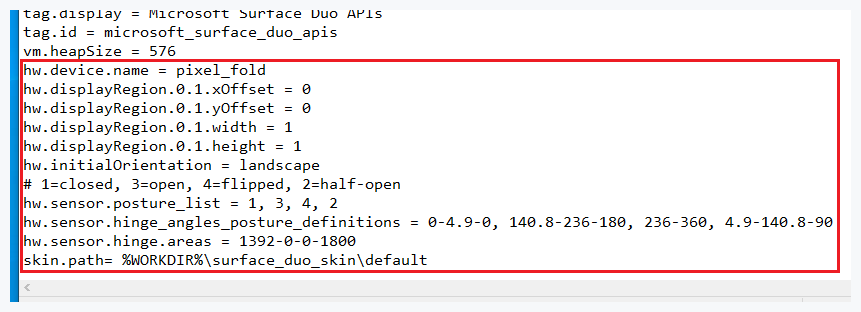 tag.display = Microsoft Surface Duo APIs
tag.id = microsoft_surface_duo_apis
vm.heapSize = 576
hw.device.name = pixel_fold
hw.displayRegion.0.1.xOffset = 0
hw.displayRegion.0.1.yOffset = 0
hw.displayRegion.0.1.width = 1
hw.displayRegion.0.1.height = 1
hw.initialOrientation = landscape
# 1=closed, 3=open, 4=flipped, 2=half-open
hw.sensor.posture_list = 1, 3, 4, 2
hw.sensor.hinge_angles_posture_definitions = 0-4.9-0, 140.8-236-180, 236-360, 4.9-140.8-90
hw.sensor.hinge.areas = 1392-0-0-1800
skin.path= %WORKDIR%\surface_duo_skin\default